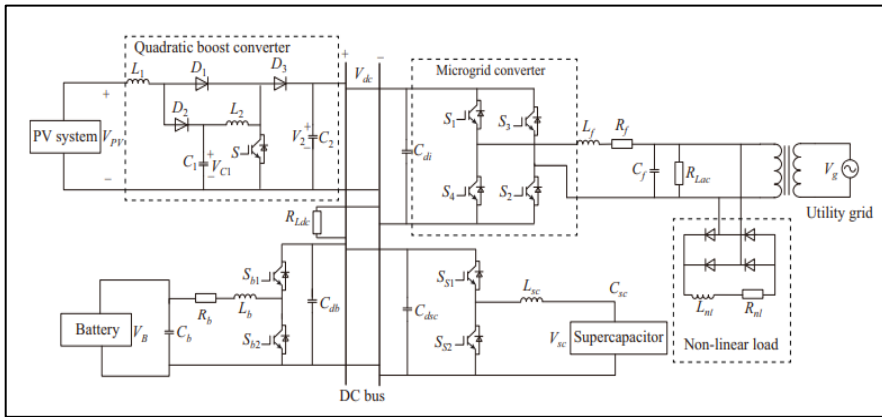 Quadratic boost converter
L1
D1
D3
D2
L2
PV system
+
VPV
−
C1
+
VC1
−
S
V2
+
−
C2
+
−
Vdc
Microgrid converter
Cdi
S1
S3
S4
S2
Lf
Rf
Cf
RLac
Vg
Utility grid
RLdc
Battery
VB
Cb
Rb
Lb
Sb1
Sb2
Cdb
DC bus
Cdsc
SS1
SS2
Lsc
Csc
Vsc
Supercapacitor
Lnl
Rnl
Non-linear load